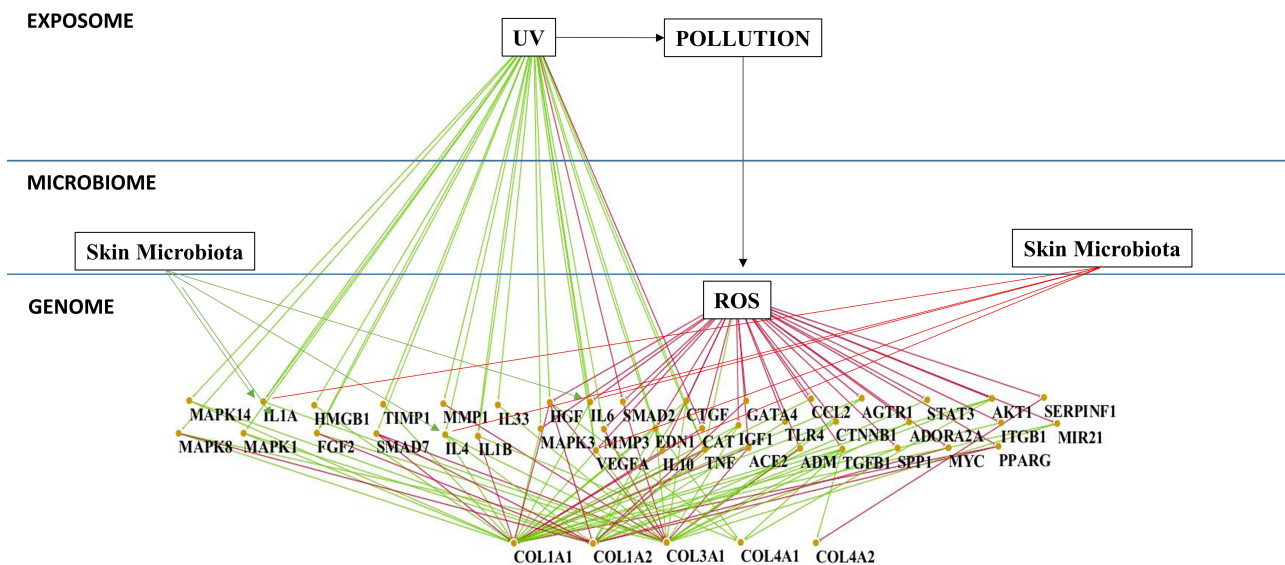 EXPOSOME
UV
POLLUTION
MICROBIOME
Skin Microbiota
Skin Microbiota
GENOME
ROS
MAPK14
IL1A
HMGB1
TIMP1
MMP1
IL33
HGF
IL6
SMAD2
CTGF
GATA4
CCL2
AGTR1
STAT3
AKT1
SERPINF1
MAPK8
MAPK1
FGF2
SMAD7
IL4
IL1B
MAPK3
MMP3
EDN1
CAT
IGF1
TLR4
CTNNB1
ADORA2A
ITGB1
MIR21
VEGFA
IL10
TNF
ACE2
ADM
TGFB1
SPP1
MYC
PPARG
COL1A1
COL1A2
COL3A1
COL4A1
COL4A2